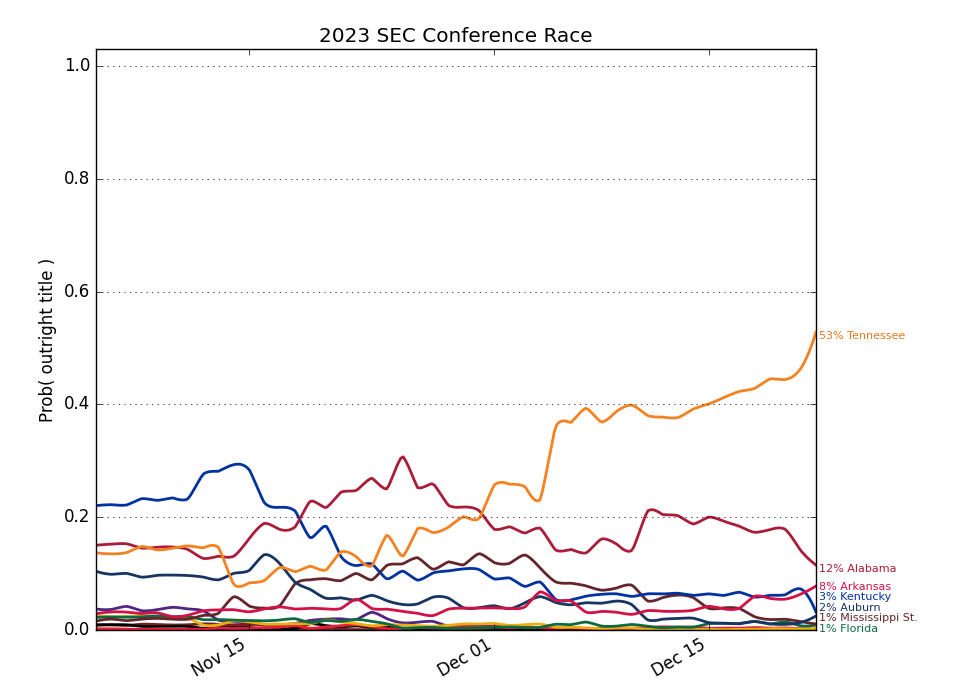 2023 SEC Conference Race
Prob( outright title )
1.0
0.8
0.6
0.4
0.2
0.0
Nov 15
Dec 01
Dec 15
53% Tennessee
12% Alabama
8% Arkansas
3% Kentucky
2% Auburn
1% Mississippi St.
1% Florida